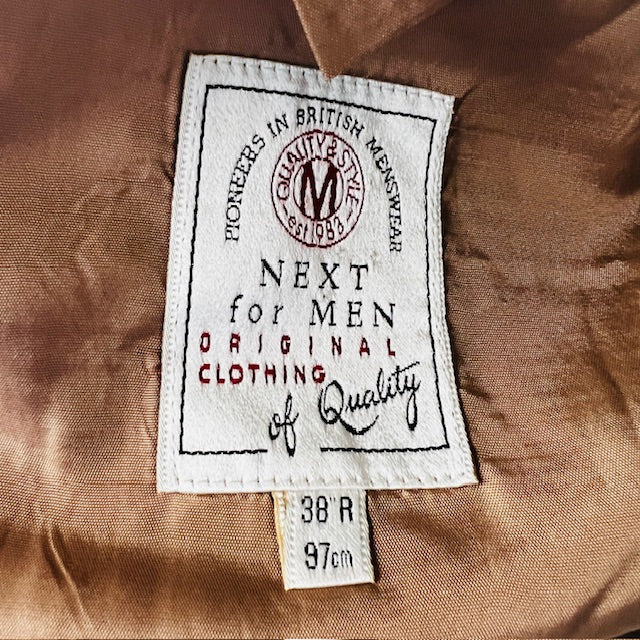 PIONEERS IN BRITISH MENSWEAR
QUALITY & STYLE
M
est 1983
NEXT
for MEN
ORIGINAL
CLOTHING
of Quality
38"R
97cm